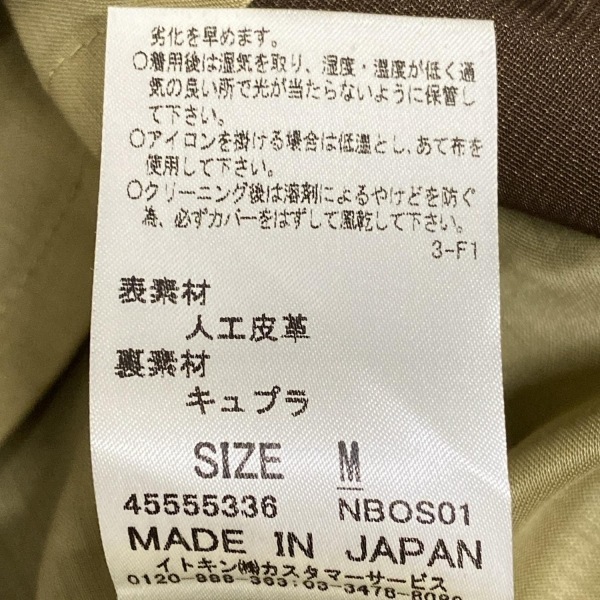 劣化を早めます。
○着用後は湿気を取り、湿度・温度が低く通
気の良い所で光が当たらないように保管し
て下さい。
○アイロンを掛ける場合は低温とし、あて布を
使用して下さい。
○クリーニング後は溶剤によるやけどを防ぐ
為、必ずカバーをはずして風乾して下さい。
3-F1
表素材
人工皮革
裏素材
キュプラ
SIZE M
45555336 NBOS01
MADE IN JAPAN
イトキン㈱カスタマーサービス